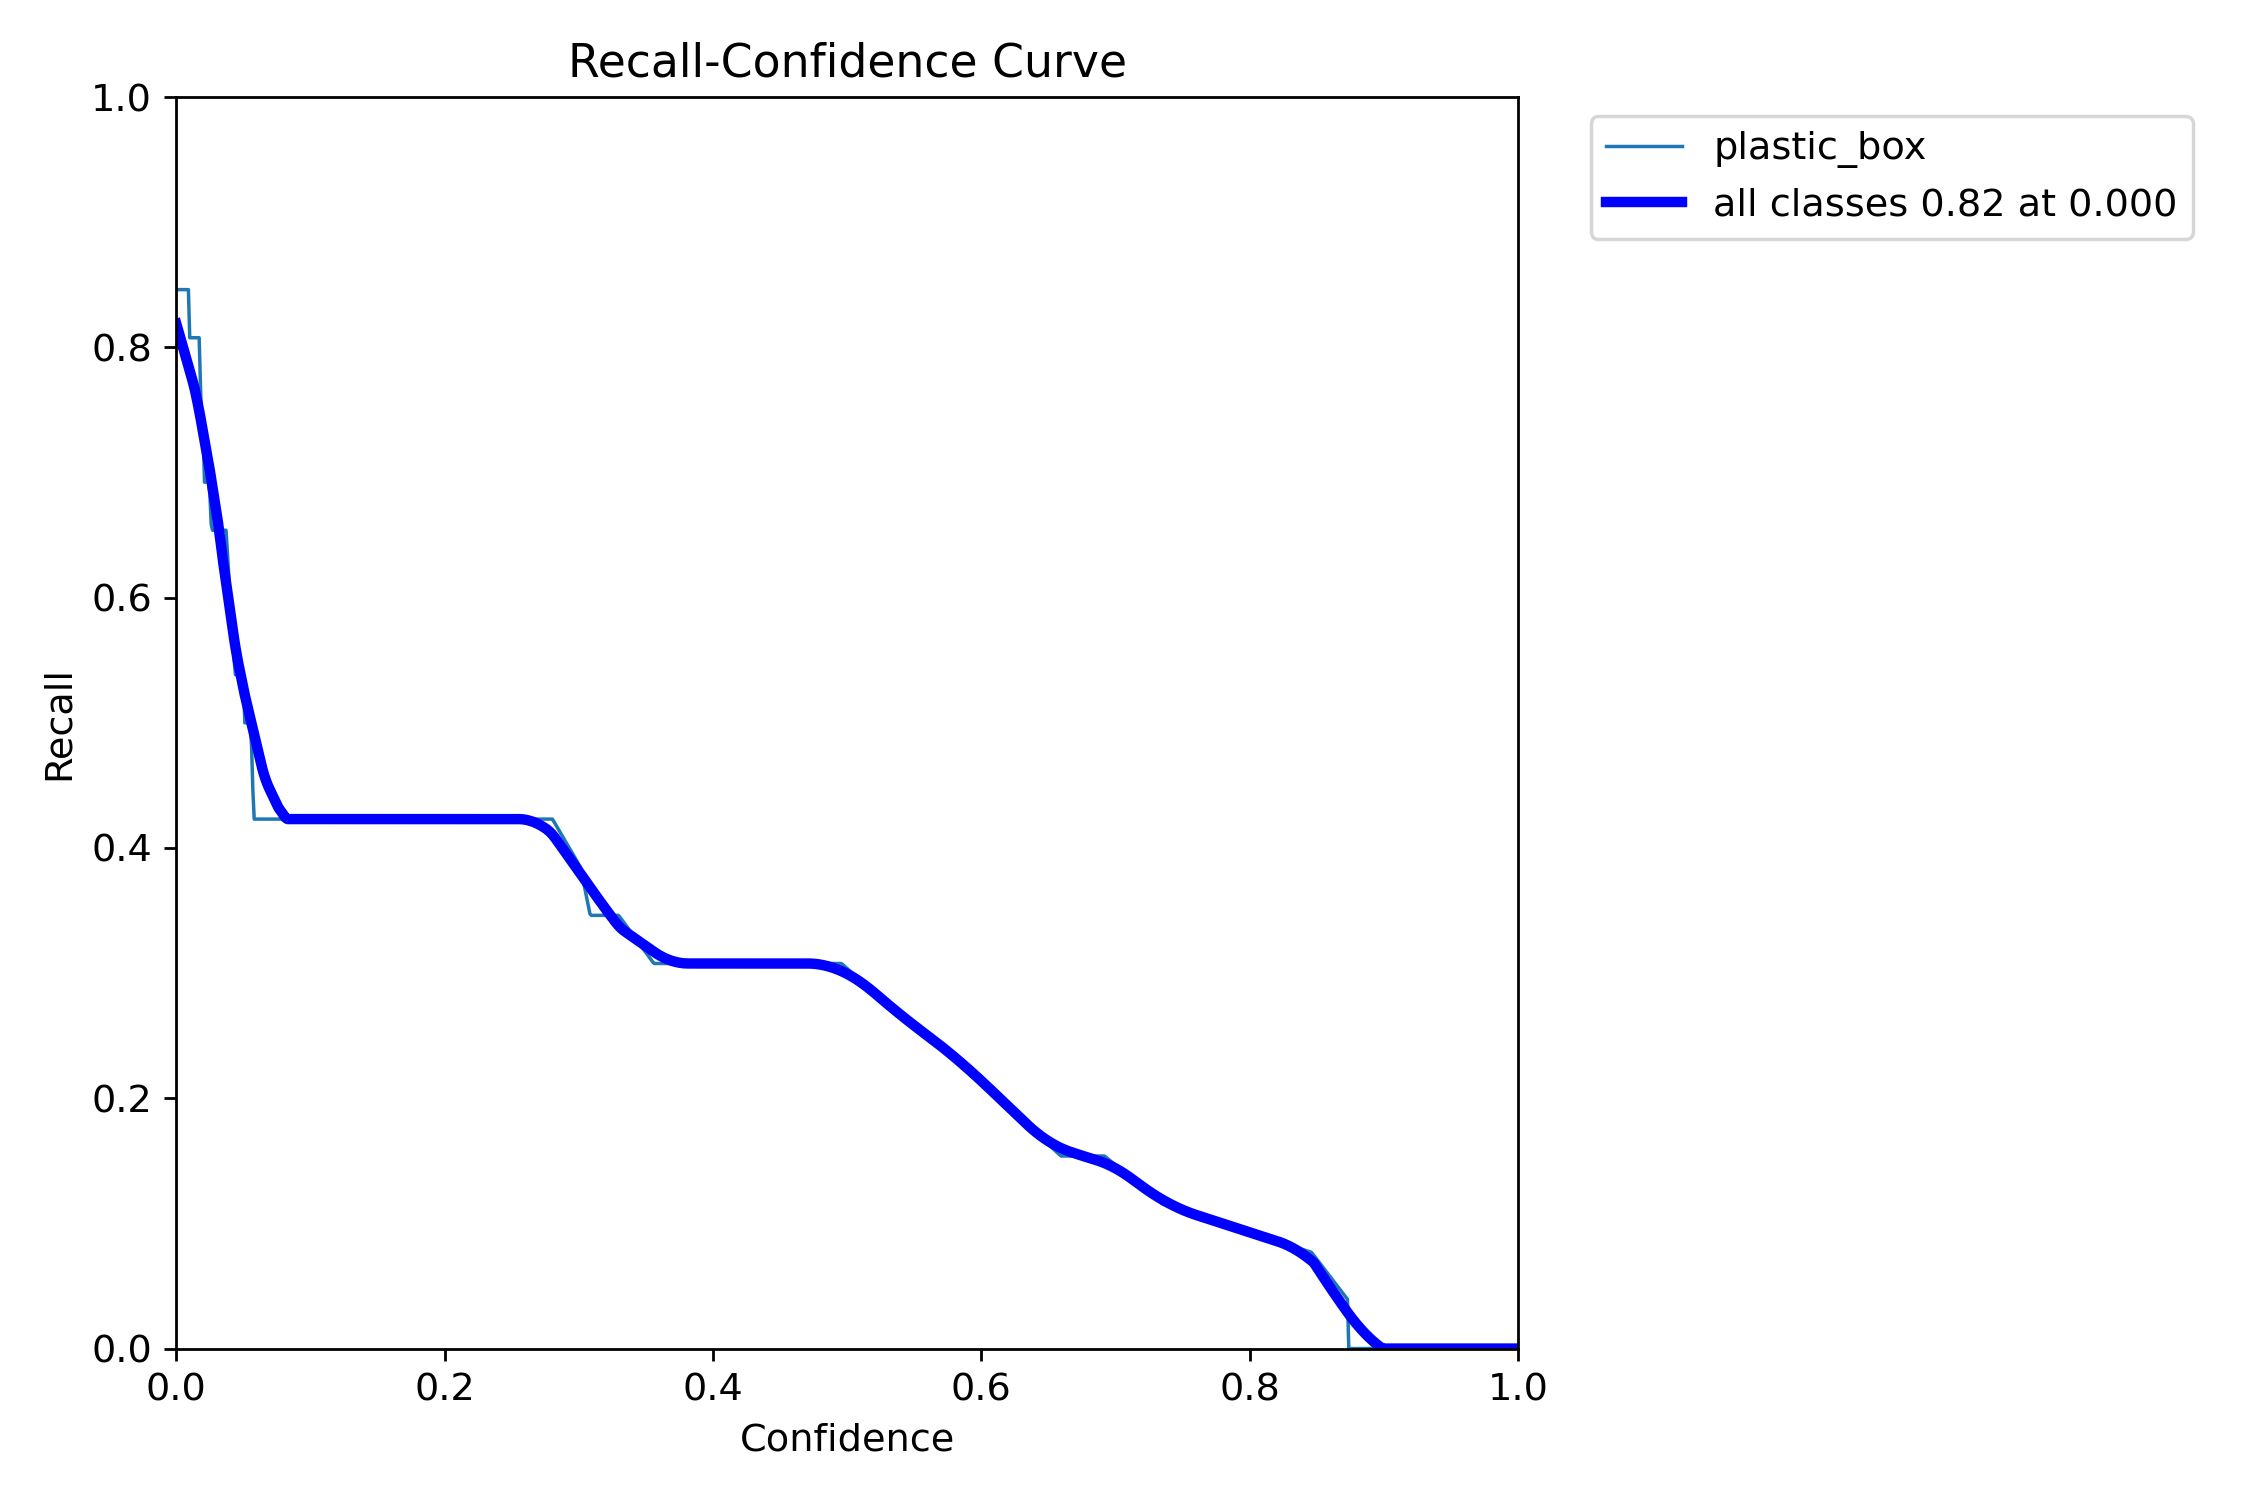 Recall-Confidence Curve
1.0
0.8
0.6
0.4
0.2
0.0
Recall
0.0 0.2 0.4 0.6 0.8 1.0
Confidence
plastic_box
all classes 0.82 at 0.000